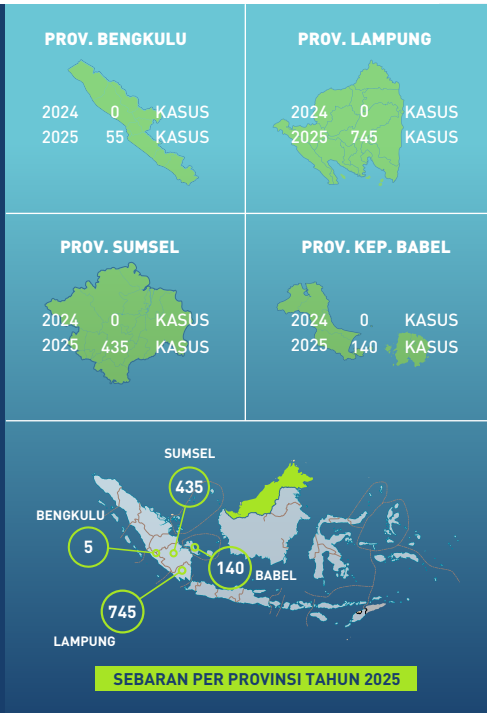 PROV. BENGKULU
2024 0 KASUS
2025 55 KASUS
PROV. LAMPUNG
2024 0 KASUS
2025 745 KASUS
PROV. SUMSEL
2024 0 KASUS
2025 435 KASUS
PROV. KEP. BABEL
2024 0 KASUS
2025 140 KASUS
SUMSEL
435
BENGKULU
5
140
BABEL
745
LAMPUNG
SEBARAN PER PROVINSI TAHUN 2025